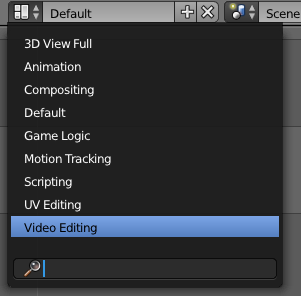 Default Scene
3D View Full
Animation
Compositing
Default
Game Logic
Motion Tracking
Scripting
UV Editing
Video Editing